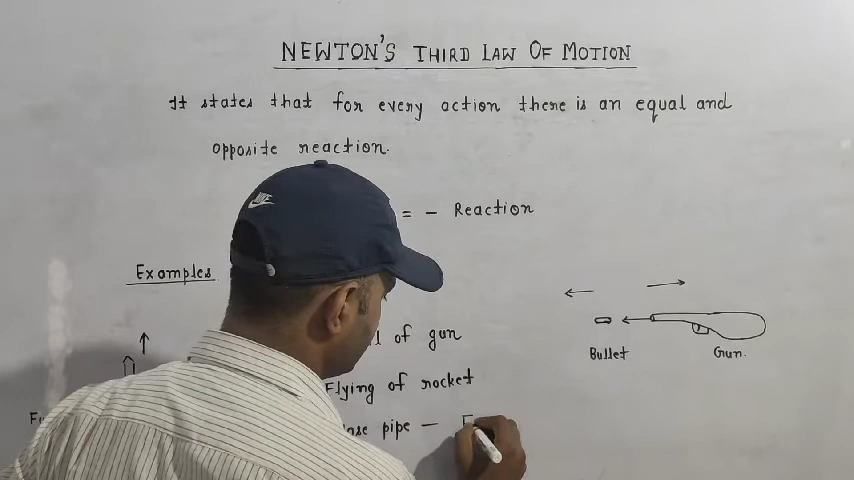 NEWTON'S THIRD LAW OF MOTION
It states that for every action there is an equal and
opposite reaction.
= - Reaction
Examples
of gun
Flying of rocket
pipe -
Bullet
Gun.